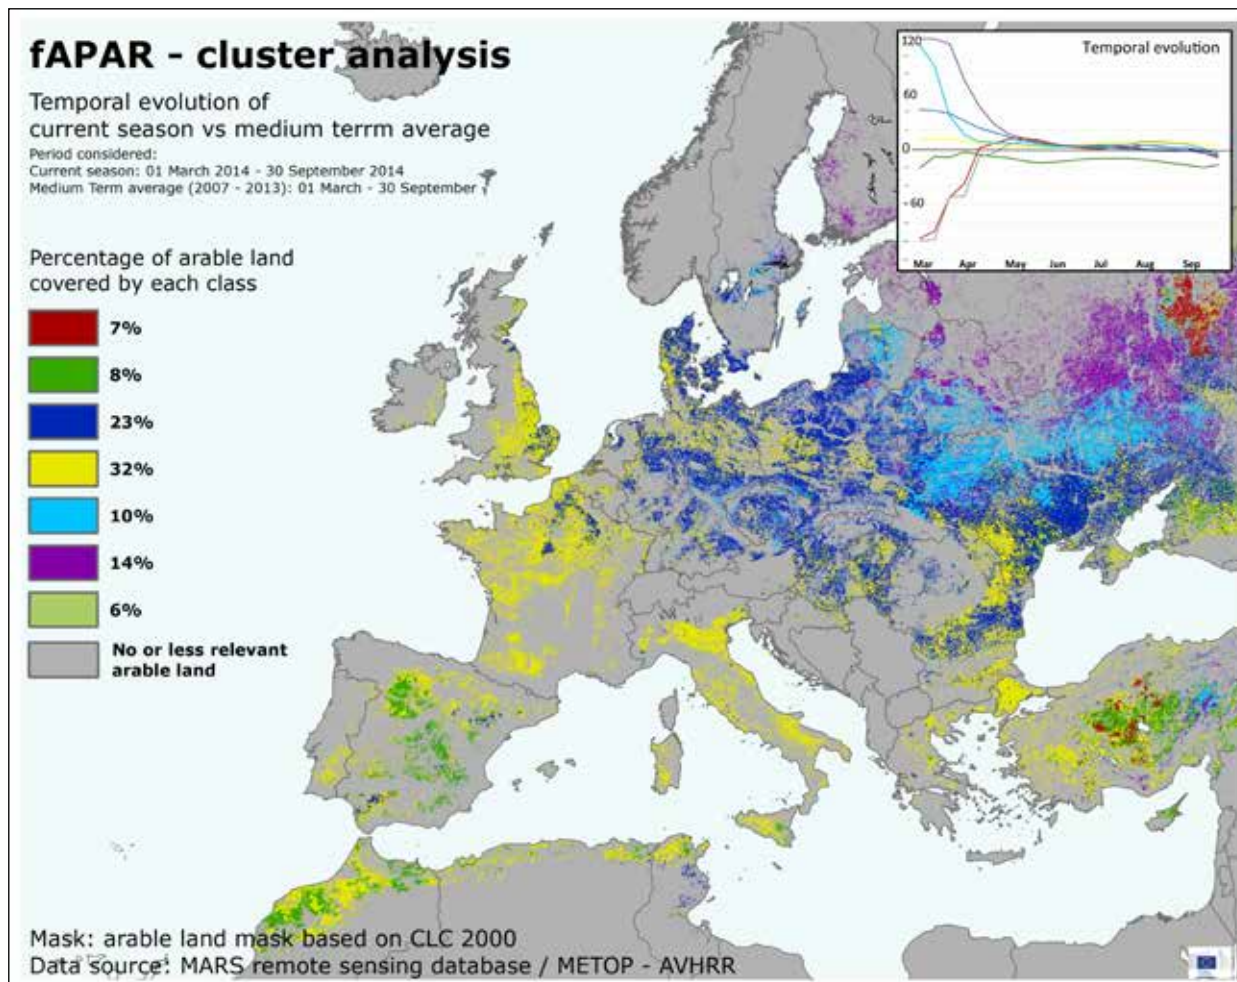 fAPAR - cluster analysis
Temporal evolution of
current season vs medium terrm average
Period considered:
Current season: 01 March 2014 - 30 September 2014
Medium Term average (2007 - 2013): 01 March - 30 September
Percentage of arable land
covered by each class
7%
8%
23%
32%
10%
14%
6%
No or less relevant
arable land
Temporal evolution
120
60
0
- 60
Mar Apr May Jun Jul Aug Sep
Mask: arable land mask based on CLC 2000
Data source: MARS remote sensing database / METOP - AVHRR